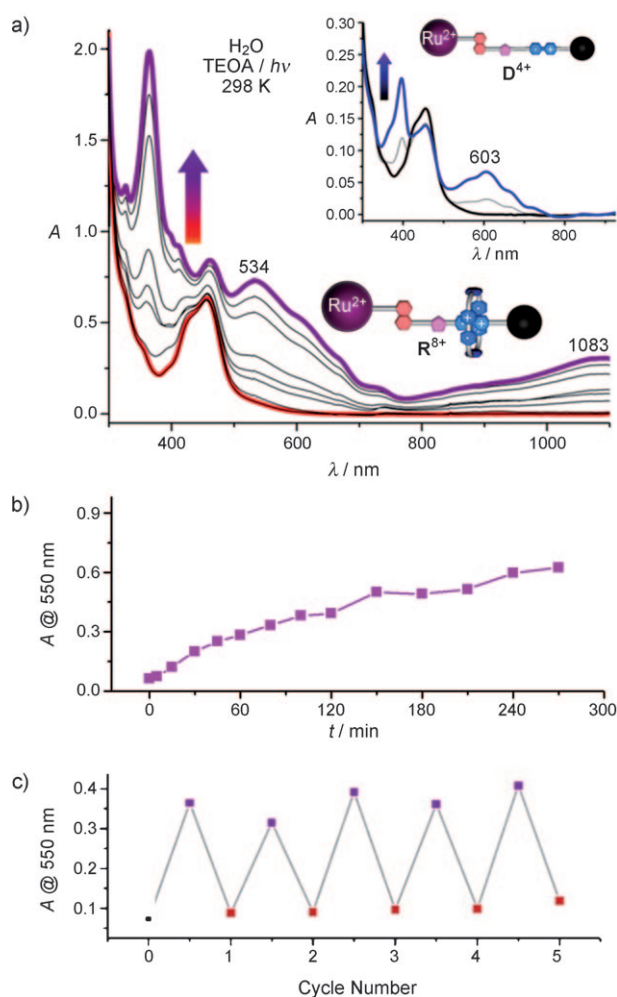 a)
2.0
1.5
1.0
0.5
0.0
A
400
600
800
1000
λ / nm
H₂O
TEOA / hν
298 K
534
1083
Ru²⁺
+
+
R⁸⁺
0.30
0.25
0.20
0.15
0.10
0.05
0.00
A
400
600
800
λ / nm
603
Ru²⁺
+ +
D⁴⁺
b)
0.9
0.6
0.3
0.0
A @ 550 nm
0 60 120 180 240 300
t / min
c)
0.4
0.3
0.2
0.1
A @ 550 nm
0 1 2 3 4 5
Cycle Number